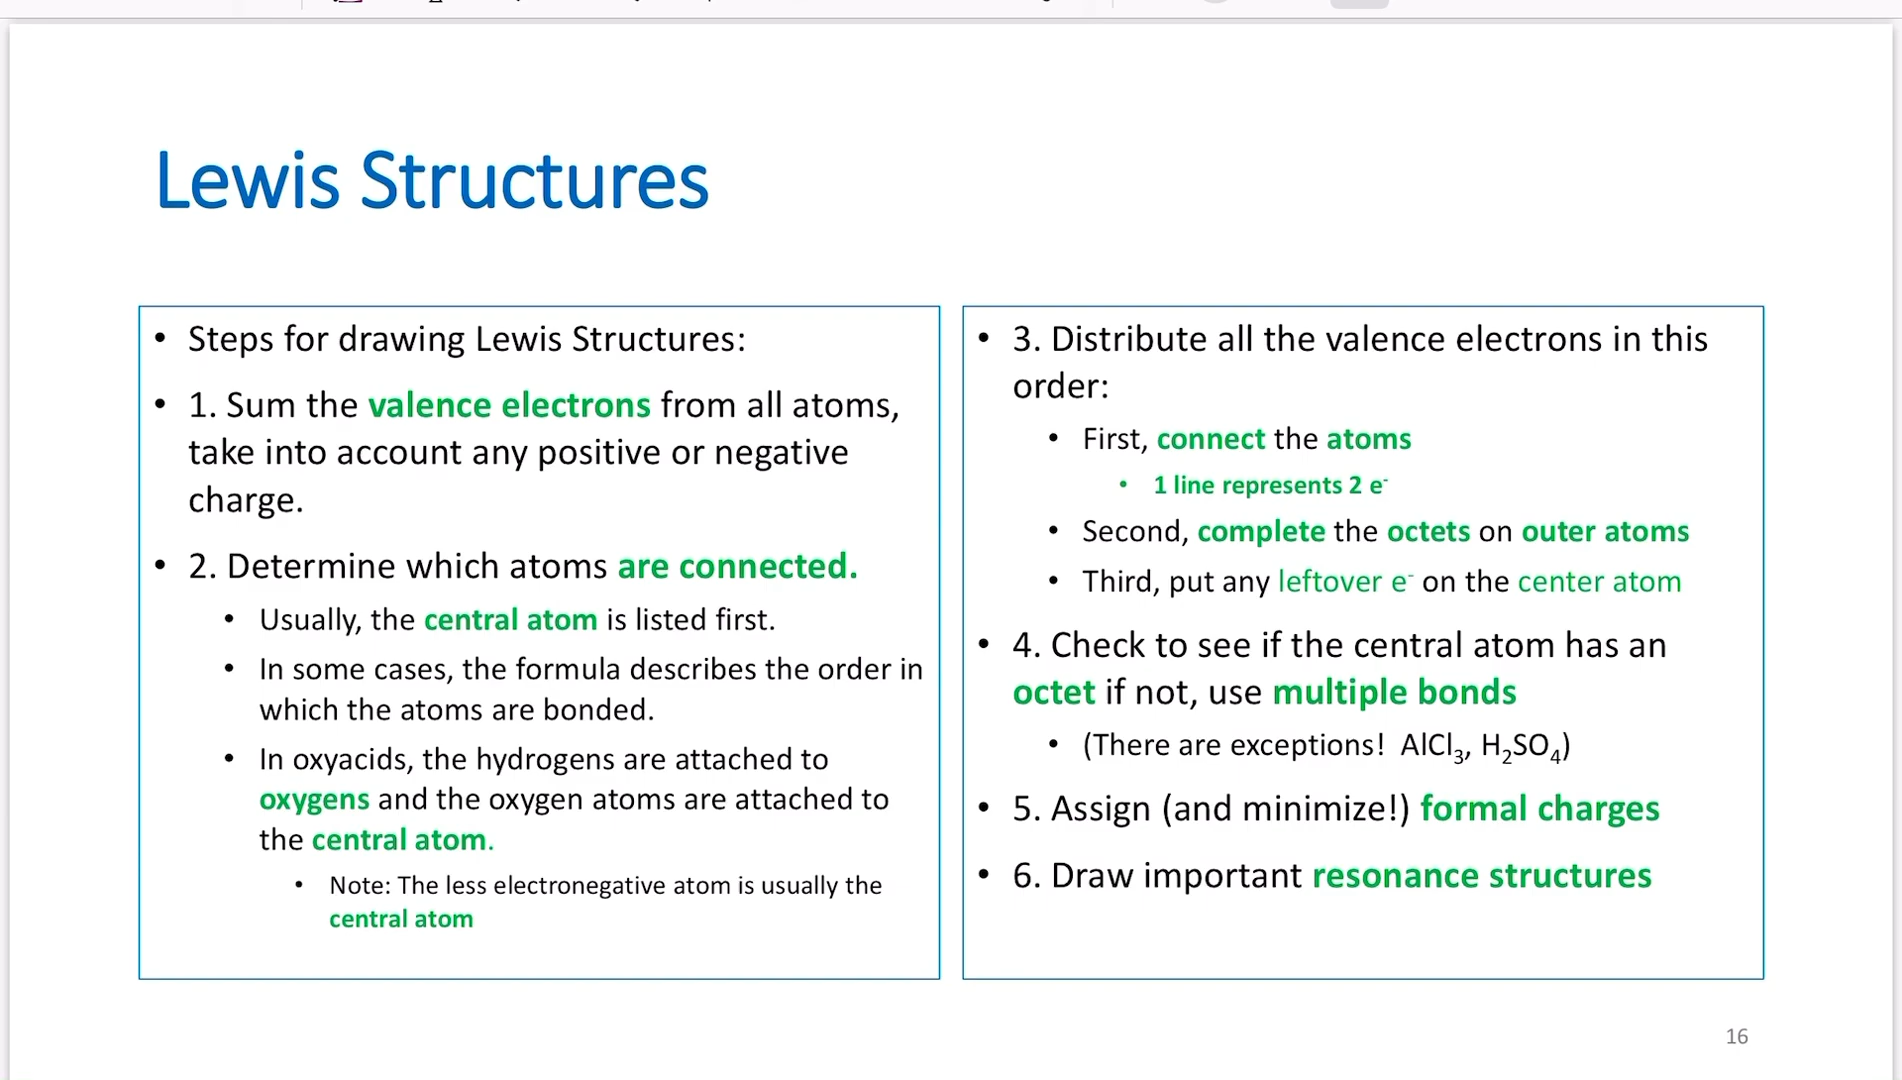 Lewis Structures
• Steps for drawing Lewis Structures:
• 1. Sum the valence electrons from all atoms,
take into account any positive or negative
charge.
• 2. Determine which atoms are connected.
• Usually, the central atom is listed first.
• In some cases, the formula describes the order in
which the atoms are bonded.
• In oxyacids, the hydrogens are attached to
oxygens and the oxygen atoms are attached to
the central atom.
• Note: The less electronegative atom is usually the
central atom
• 3. Distribute all the valence electrons in this
order:
• First, connect the atoms
• 1 line represents 2 e⁻
• Second, complete the octets on outer atoms
• Third, put any leftover e⁻ on the center atom
• 4. Check to see if the central atom has an
octet if not, use multiple bonds
• (There are exceptions! AlCl₃, H₂SO₄)
• 5. Assign (and minimize!) formal charges
• 6. Draw important resonance structures
16